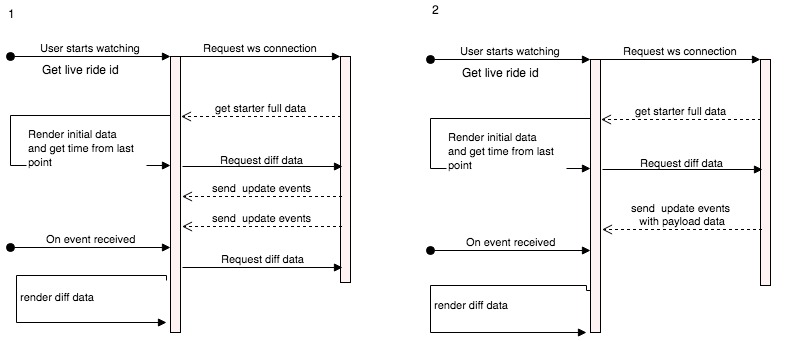 1
User starts watching
Request ws connection
Get live ride id
get starter full data
Render initial data
and get time from last
point
Request diff data
send update events
send update events
On event received
Request diff data
render diff data
2
User starts watching
Request ws connection
Get live ride id
get starter full data
Render initial data
and get time from last
point
Request diff data
send update events
with payload data
On event received
render diff data